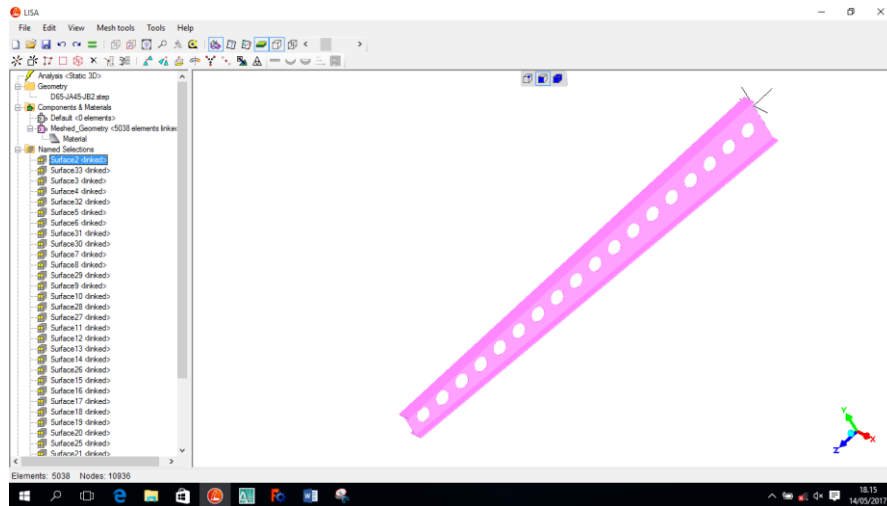 LISA
File Edit View Mesh tools Tools Help
Analysis <Static 3D>
Geometry
D65-JA45-JB2.step
Components & Materials
Default <0 elements>
Meshed_Geometry <5038 elements linked
Material
Named Selections
Surface2 <linked>
Surface33 <linked>
Surface3 <linked>
Surface4 <linked>
Surface32 <linked>
Surface5 <linked>
Surface6 <linked>
Surface31 <linked>
Surface30 <linked>
Surface7 <linked>
Surface8 <linked>
Surface29 <linked>
Surface9 <linked>
Surface10 <linked>
Surface28 <linked>
Surface27 <linked>
Surface11 <linked>
Surface12 <linked>
Surface13 <linked>
Surface14 <linked>
Surface26 <linked>
Surface15 <linked>
Surface16 <linked>
Surface17 <linked>
Surface18 <linked>
Surface19 <linked>
Surface20 <linked>
Surface25 <linked>
Surface21 <linked>
Y
X
Z
Elements: 5038 Nodes: 10936
18.15
14/05/2017